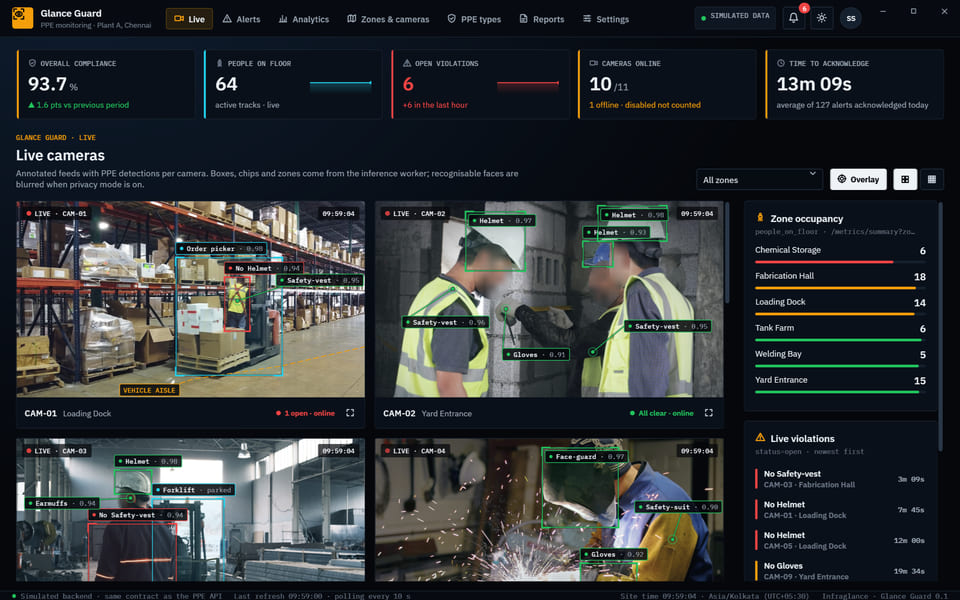 Glance Guard
PPE monitoring · Plant A, Chennai
Live
Alerts
Analytics
Zones & cameras
PPE types
Reports
Settings
SIMULATED DATA
6
SS
OVERALL COMPLIANCE
93.7 %
▲ 1.6 pts vs previous period
PEOPLE ON FLOOR
64
active tracks · live
OPEN VIOLATIONS
6
+6 in the last hour
CAMERAS ONLINE
10 /11
1 offline · disabled not counted
TIME TO ACKNOWLEDGE
13m 09s
average of 127 alerts acknowledged today
GLANCE GUARD · LIVE
Live cameras
Annotated feeds with PPE detections per camera. Boxes, chips and zones come from the inference worker; recognisable faces are
blurred when privacy mode is on.
All zones
Overlay
LIVE · CAM-01
09:59:04
Order picker · 0.98
No Helmet · 0.94
Safety-vest · 0.95
VEHICLE AISLE
CAM-01 Loading Dock
1 open · online
LIVE · CAM-02
09:59:04
Helmet · 0.97
Helmet · 0.98
Helmet · 0.93
Safety-vest · 0.96
Safety-vest · 0.95
Gloves · 0.91
CAM-02 Yard Entrance
All clear · online
LIVE · CAM-03
09:59:04
Helmet · 0.98
Forklift · parked
Earmuffs · 0.94
No Safety-vest · 0.94
LIVE · CAM-04
09:59:04
Face-guard · 0.97
Safety-suit · 0.98
Gloves · 0.92
Zone occupancy
people_on_floor · /metrics/summary?zo…
Chemical Storage 6
Fabrication Hall 18
Loading Dock 14
Tank Farm 6
Welding Bay 5
Yard Entrance 15
Live violations
status=open · newest first
No Safety-vest
CAM-03 · Fabrication Hall
3m 09s
No Helmet
CAM-01 · Loading Dock
7m 45s
No Helmet
CAM-05 · Loading Dock
12m 00s
No Gloves
CAM-09 · Yard Entrance
19m 34s
Simulated backend · same contract as the PPE API
Last refresh 09:59:00 · polling every 10 s
Site time 09:59:04 · Asia/Kolkata (UTC+05:30)
Infraglance · Glance Guard 0.1